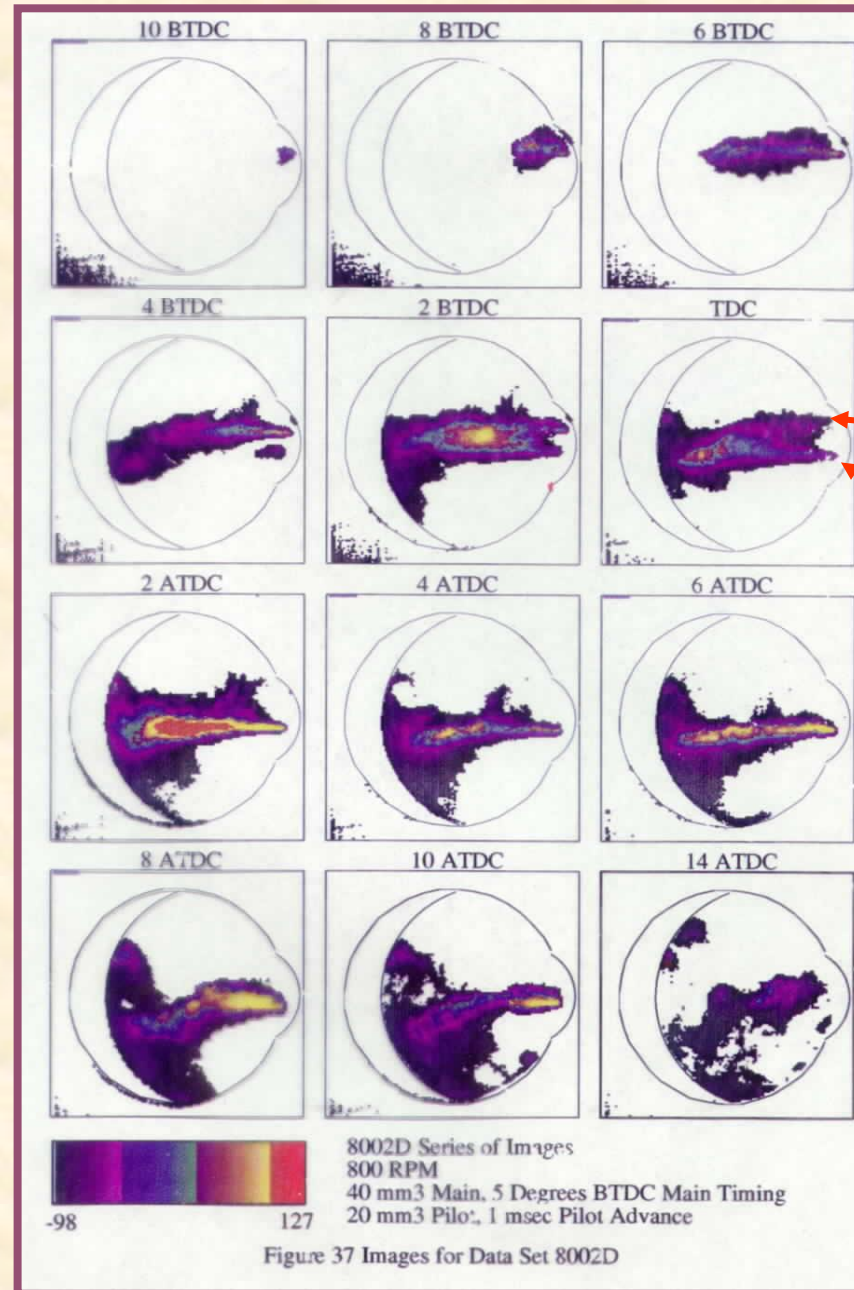 10 BTDC 8 BTDC 6 BTDC
4 BTDC 2 BTDC TDC
2 ATDC 4 ATDC 6 ATDC
8 ATDC 10 ATDC 14 ATDC
8002D Series of Images
800 RPM
40 mm3 Main, 5 Degrees BTDC Main Timing
20 mm3 Pilot, 1 msec Pilot Advance
-98 127
Figure 37 Images for Data Set 8002D